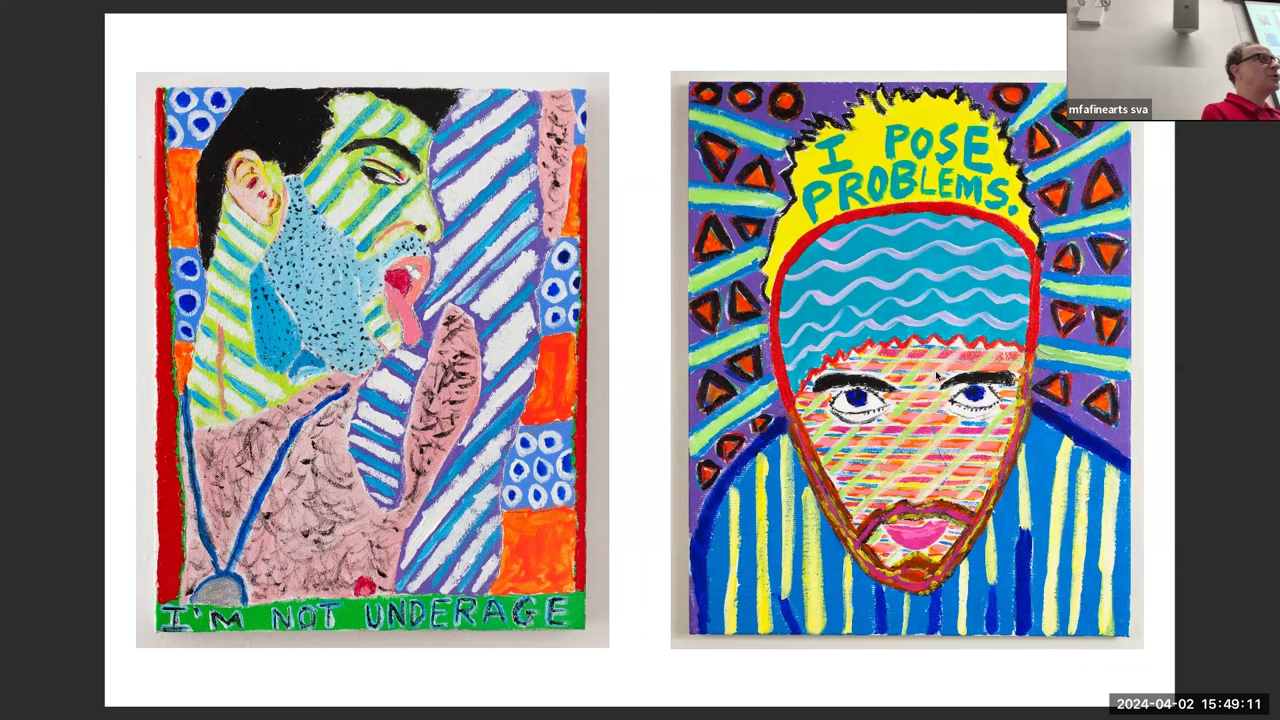 mfafinearts sva
I POSE
PROBLEMS.
I'M NOT UNDERAGE
2024-04-02 15:49:11